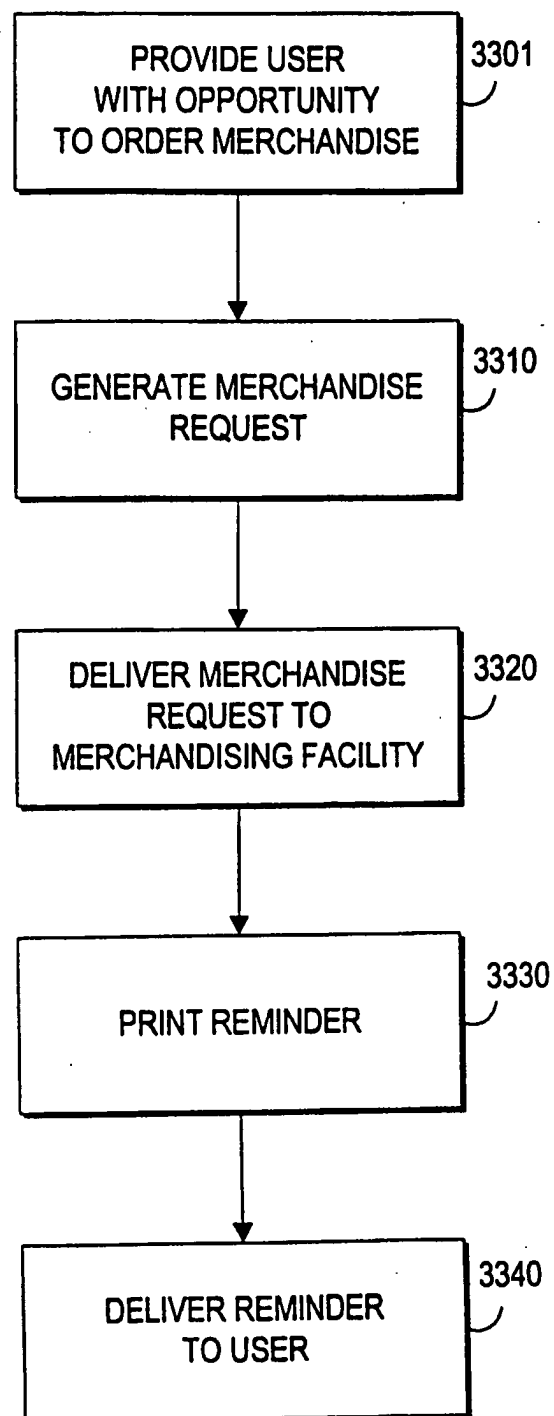 PROVIDE USER
WITH OPPORTUNITY
TO ORDER MERCHANDISE
3301
GENERATE MERCHANDISE
REQUEST
3310
DELIVER MERCHANDISE
REQUEST TO
MERCHANDISING FACILITY
3320
PRINT REMINDER
3330
DELIVER REMINDER
TO USER
3340